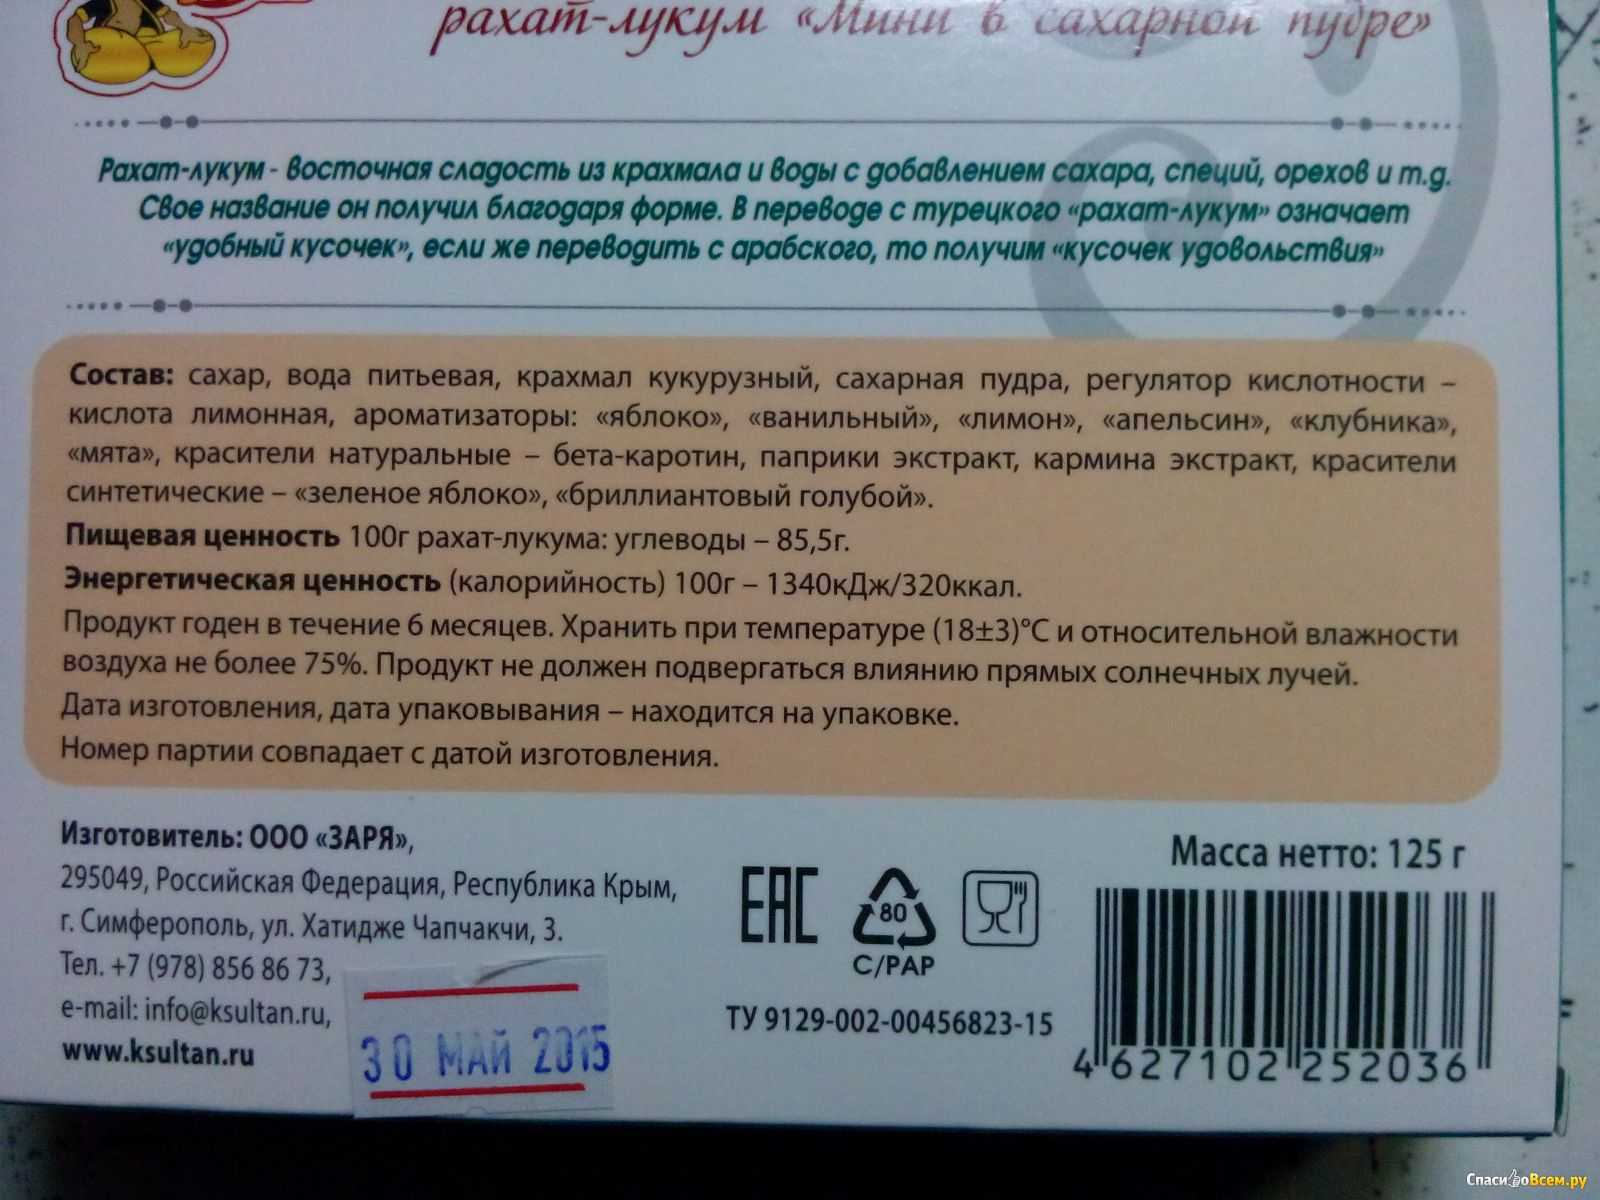 рахат-лукум «Мини в сахарной пудре»
Рахат-лукум - восточная сладость из крахмала и воды с добавлением сахара, специй, орехов и т.д.
Свое название он получил благодаря форме. В переводе с турецкого «рахат-лукум» означает
«удобный кусочек», если же переводить с арабского, то получим «кусочек удовольствия»
Состав: сахар, вода питьевая, крахмал кукурузный, сахарная пудра, регулятор кислотности –
кислота лимонная, ароматизаторы: «яблоко», «ванильный», «лимон», «апельсин», «клубника»,
«мята», красители натуральные – бета-каротин, паприки экстракт, кармина экстракт, красители
синтетические – «зеленое яблоко», «бриллиантовый голубой».
Пищевая ценность 100г рахат-лукума: углеводы – 85,5г.
Энергетическая ценность (калорийность) 100г – 1340кДж/320ккал.
Продукт годен в течение 6 месяцев. Хранить при температуре (18±3)°С и относительной влажности
воздуха не более 75%. Продукт не должен подвергаться влиянию прямых солнечных лучей.
Дата изготовления, дата упаковывания – находится на упаковке.
Номер партии совпадает с датой изготовления.
Изготовитель: ООО «ЗАРЯ»,
295049, Российская Федерация, Республика Крым,
г. Симферополь, ул. Хатидже Чапчакчи, 3.
Тел. +7 (978) 856 86 73,
e-mail: info@ksultan.ru,
www.ksultan.ru
30 МАЙ 2015
ЕАС
80
C/PAP
ТУ 9129-002-00456823-15
Масса нетто: 125 г
4 627102 252036
СпасибоВсем.ру